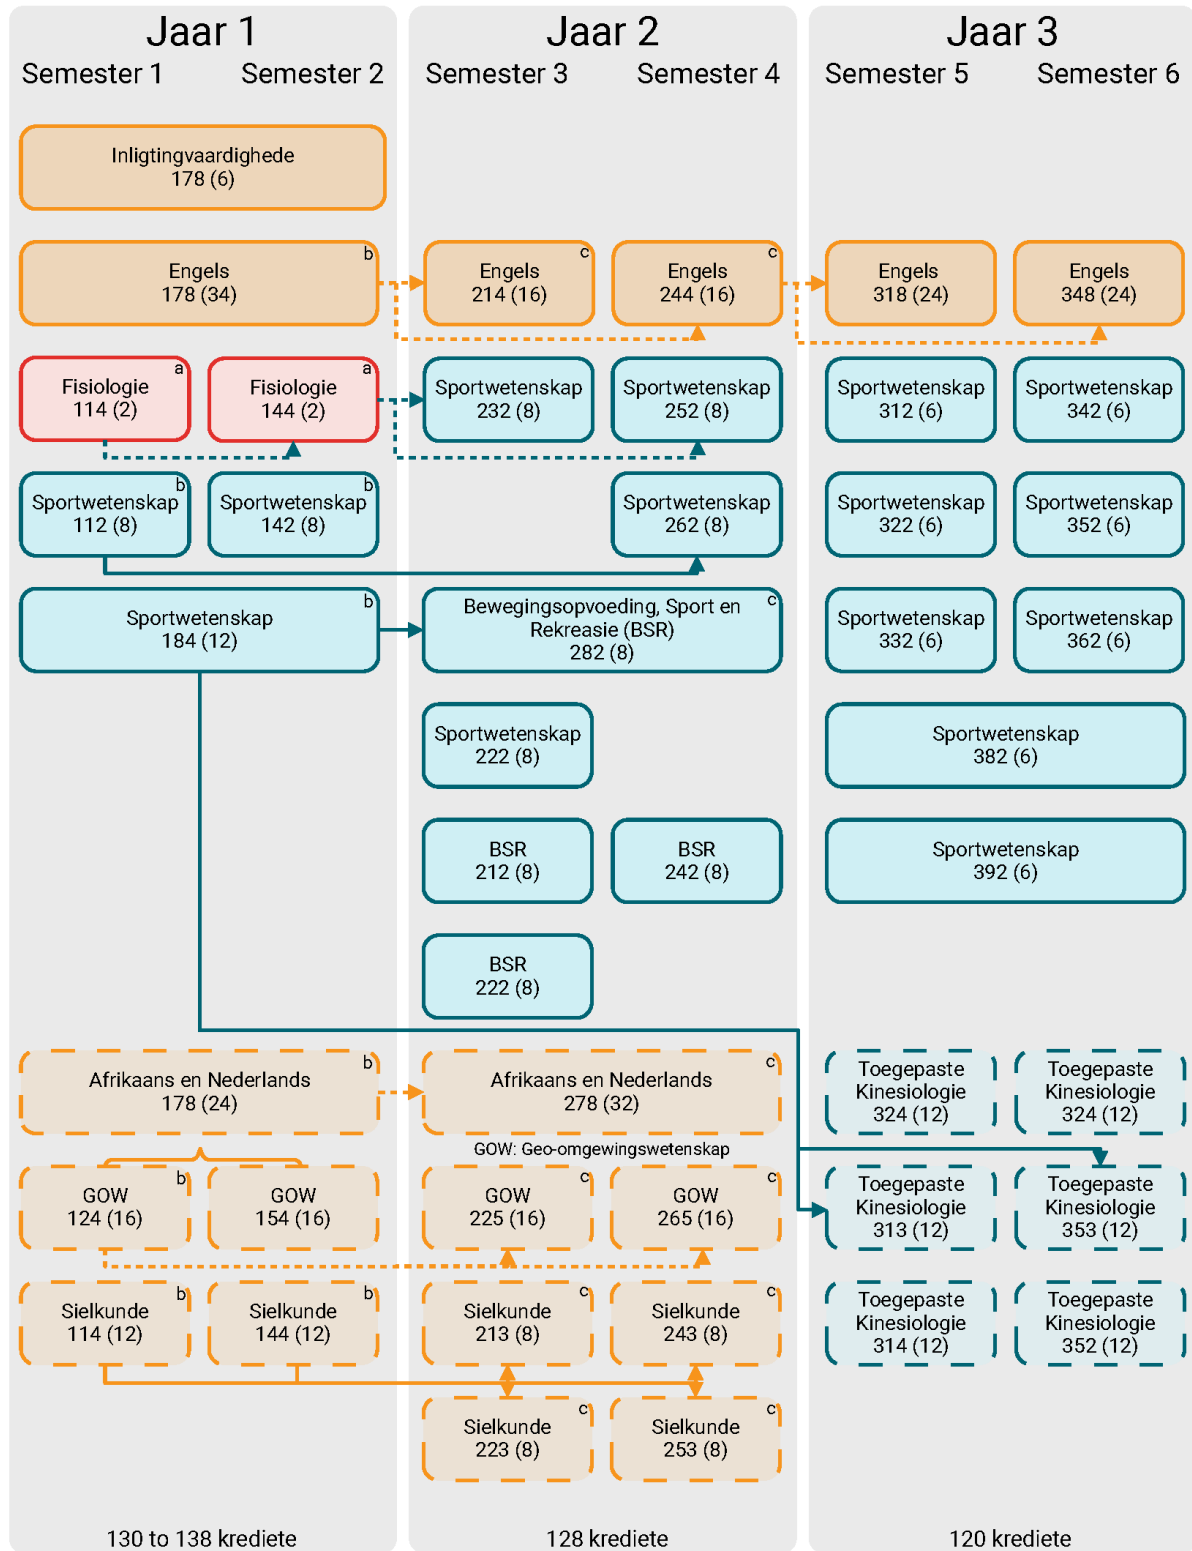 Jaar 1
Jaar 2
Jaar 3
Semester 1
Semester 2
Semester 3
Semester 4
Semester 5
Semester 6
Inligtingvaardighede
178 (6)
b
Engels
178 (34)
c
Engels
214 (16)
c
Engels
244 (16)
Engels
318 (24)
Engels
348 (24)
a
Fisiologie
114 (2)
a
Fisiologie
144 (2)
Sportwetenskap
232 (8)
Sportwetenskap
252 (8)
Sportwetenskap
312 (6)
Sportwetenskap
342 (6)
b
Sportwetenskap
112 (8)
b
Sportwetenskap
142 (8)
Sportwetenskap
262 (8)
Sportwetenskap
322 (6)
Sportwetenskap
352 (6)
b
Sportwetenskap
184 (12)
c
Bewegingsopvoeding, Sport en
Rekreasie (BSR)
282 (8)
Sportwetenskap
332 (6)
Sportwetenskap
362 (6)
Sportwetenskap
222 (8)
Sportwetenskap
382 (6)
BSR
212 (8)
BSR
242 (8)
Sportwetenskap
392 (6)
BSR
222 (8)
b
Afrikaans en Nederlands
178 (24)
c
Afrikaans en Nederlands
278 (32)
Toegepaste
Kinesiologie
324 (12)
Toegepaste
Kinesiologie
324 (12)
GOW: Geo-omgewingswetenskap
b
GOW
124 (16)
GOW
154 (16)
c
GOW
225 (16)
c
GOW
265 (16)
Toegepaste
Kinesiologie
313 (12)
Toegepaste
Kinesiologie
353 (12)
b
Sielkunde
114 (12)
b
Sielkunde
144 (12)
c
Sielkunde
213 (8)
c
Sielkunde
243 (8)
Toegepaste
Kinesiologie
314 (12)
Toegepaste
Kinesiologie
352 (12)
c
Sielkunde
223 (8)
c
Sielkunde
253 (8)
130 to 138 krediete
128 krediete
120 krediete